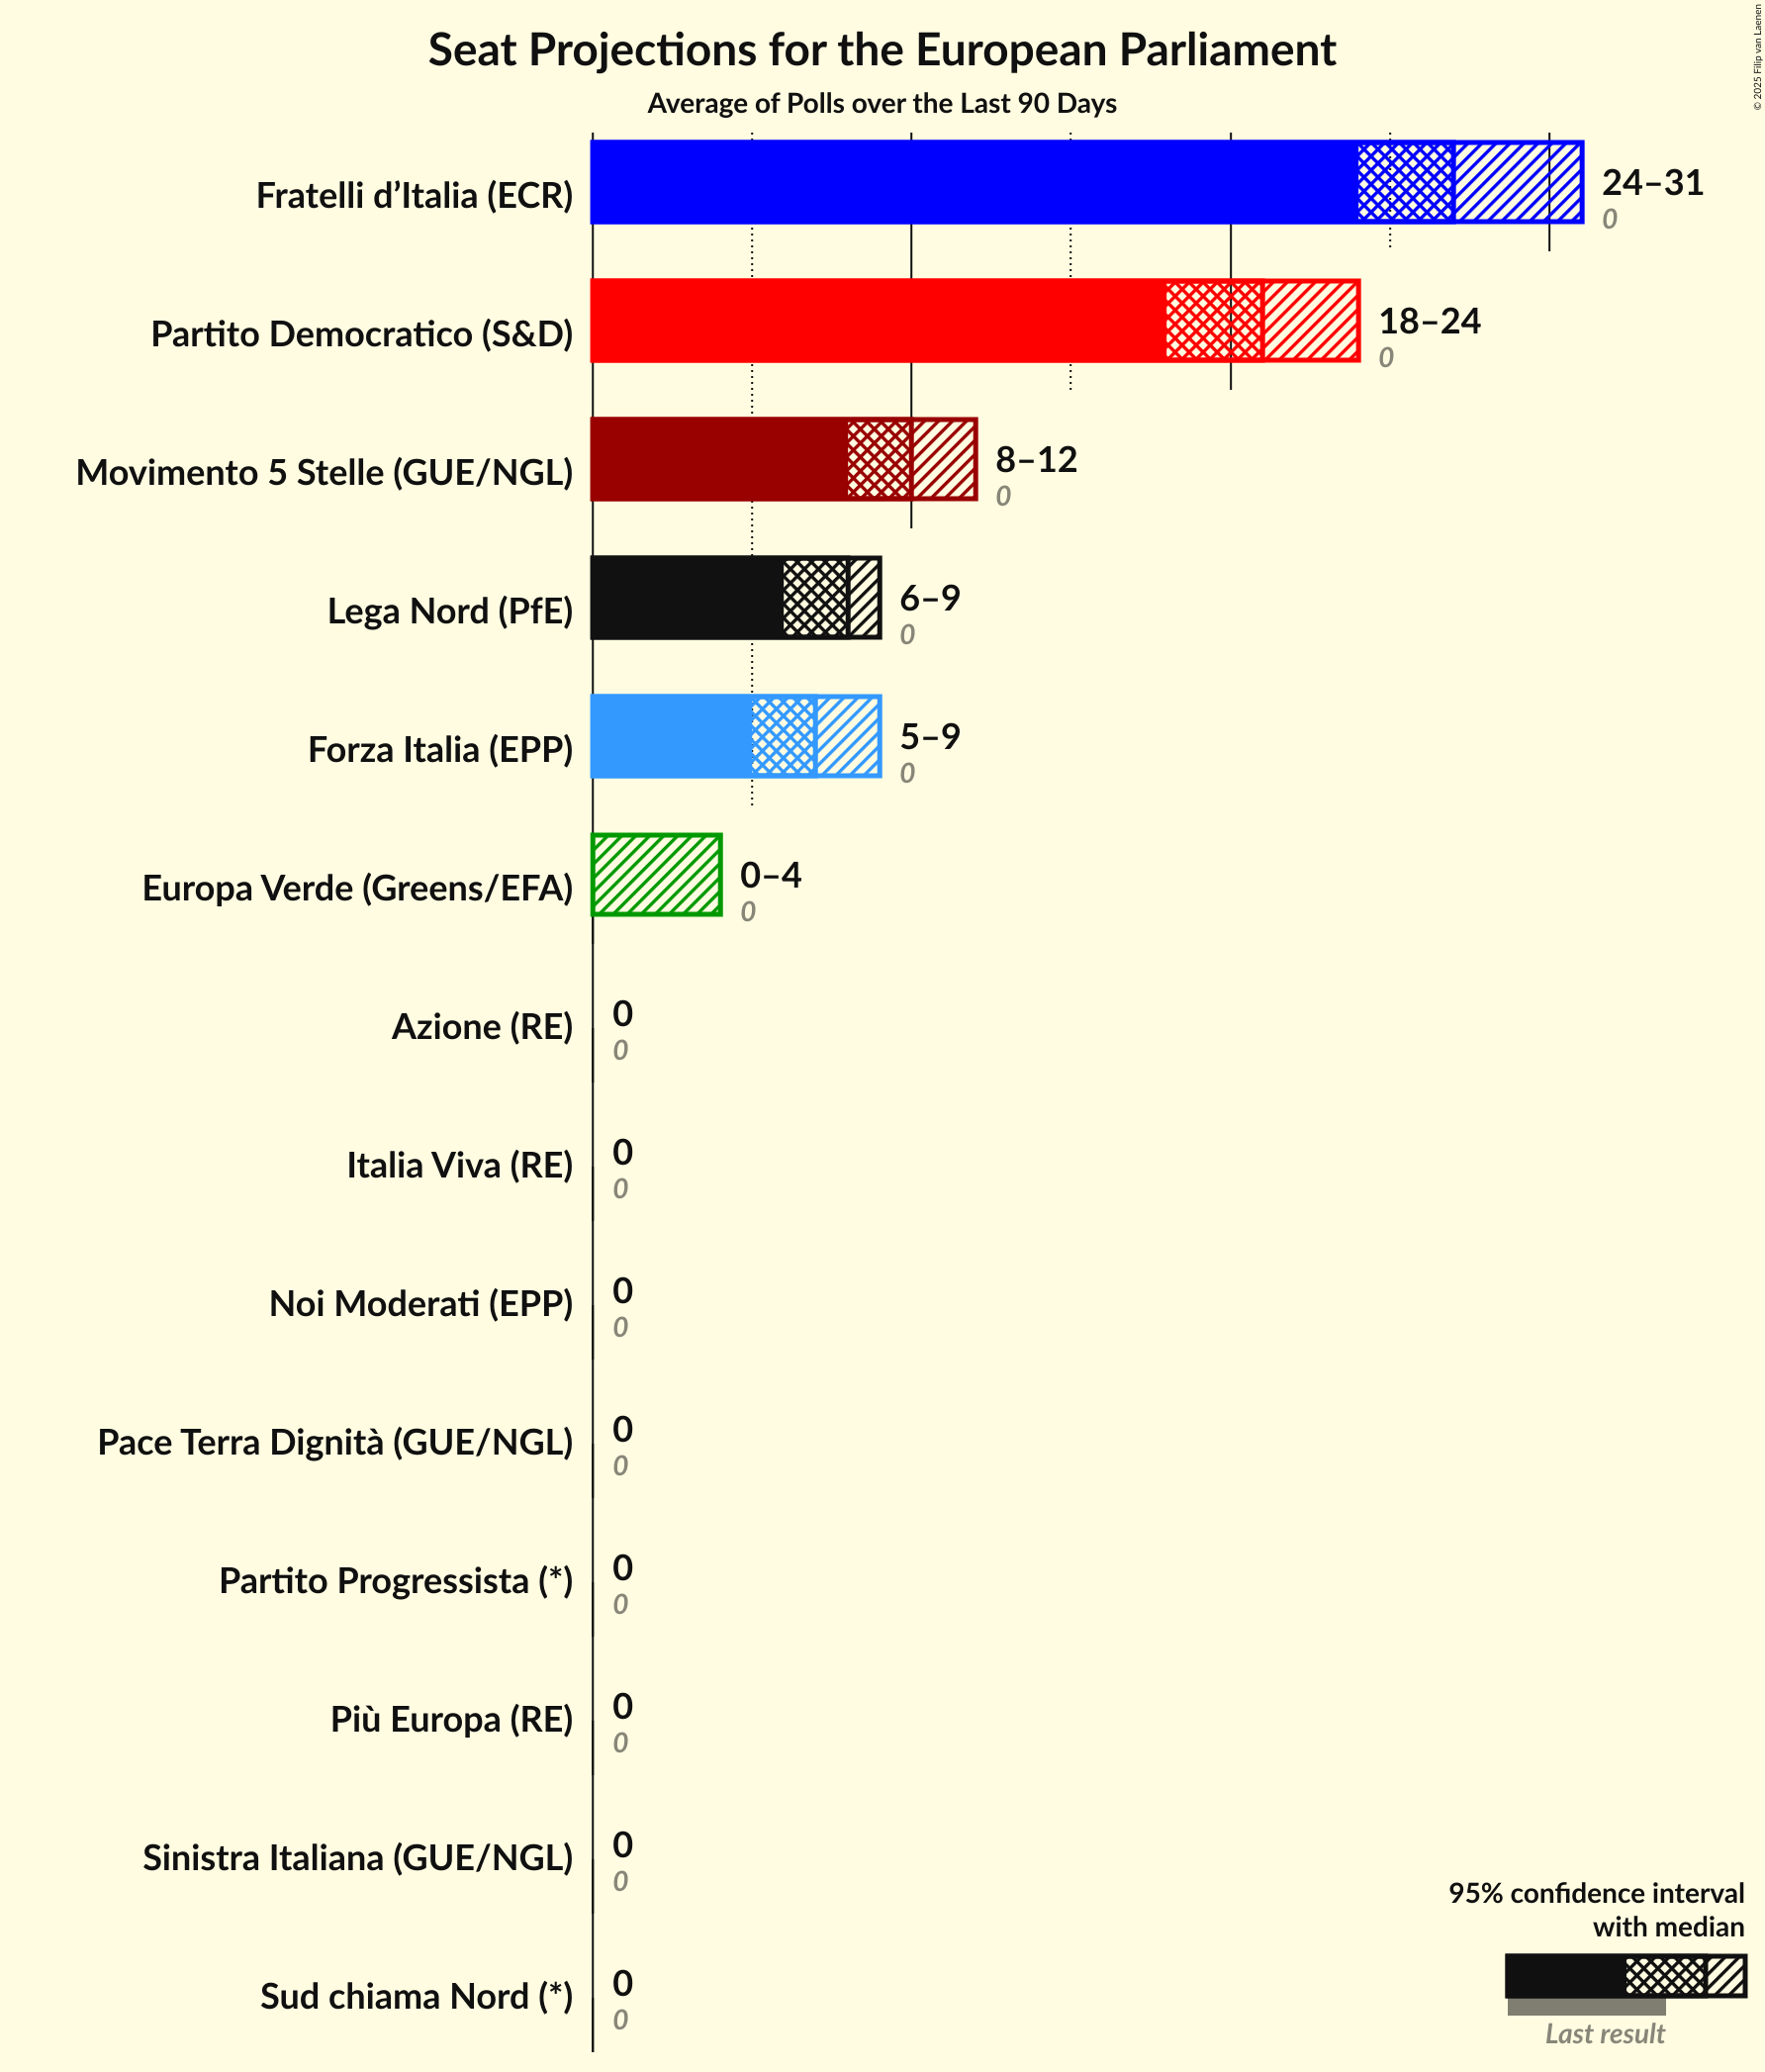 Seat Projections for the European Parliament
Average of Polls over the Last 90 Days
© 2025 Filip van Laenen
Fratelli d’Italia (ECR)
24–31
0
Partito Democratico (S&D)
18–24
0
Movimento 5 Stelle (GUE/NGL)
8–12
0
Lega Nord (PfE)
6–9
0
Forza Italia (EPP)
5–9
0
Europa Verde (Greens/EFA)
0–4
0
Azione (RE)
0
0
Italia Viva (RE)
0
0
Noi Moderati (EPP)
0
0
Pace Terra Dignità (GUE/NGL)
0
0
Partito Progressista (*)
0
0
Più Europa (RE)
0
0
Sinistra Italiana (GUE/NGL)
0
0
Sud chiama Nord (*)
0
0
95% confidence interval
with median
Last result